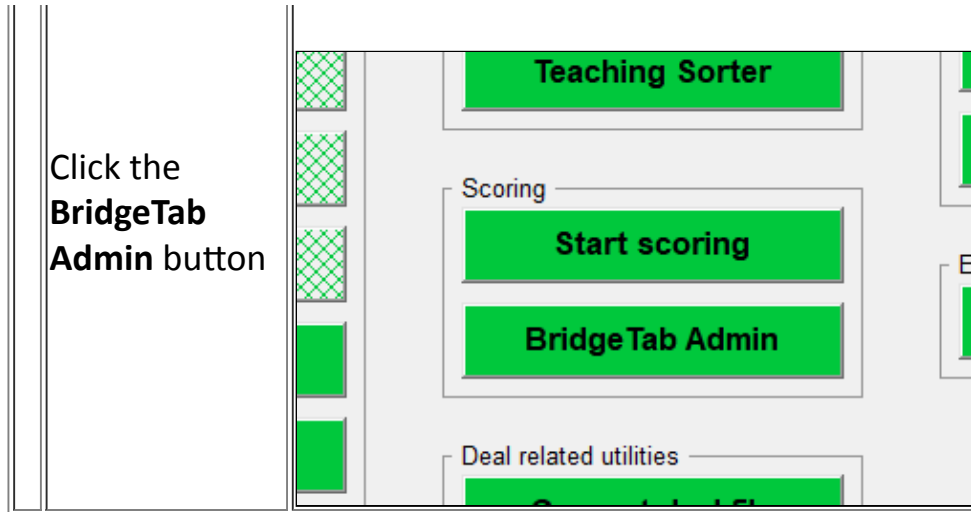 Click the
BridgeTab
Admin button
Teaching Sorter
Scoring
Start scoring
BridgeTab Admin
E
Deal related utilities